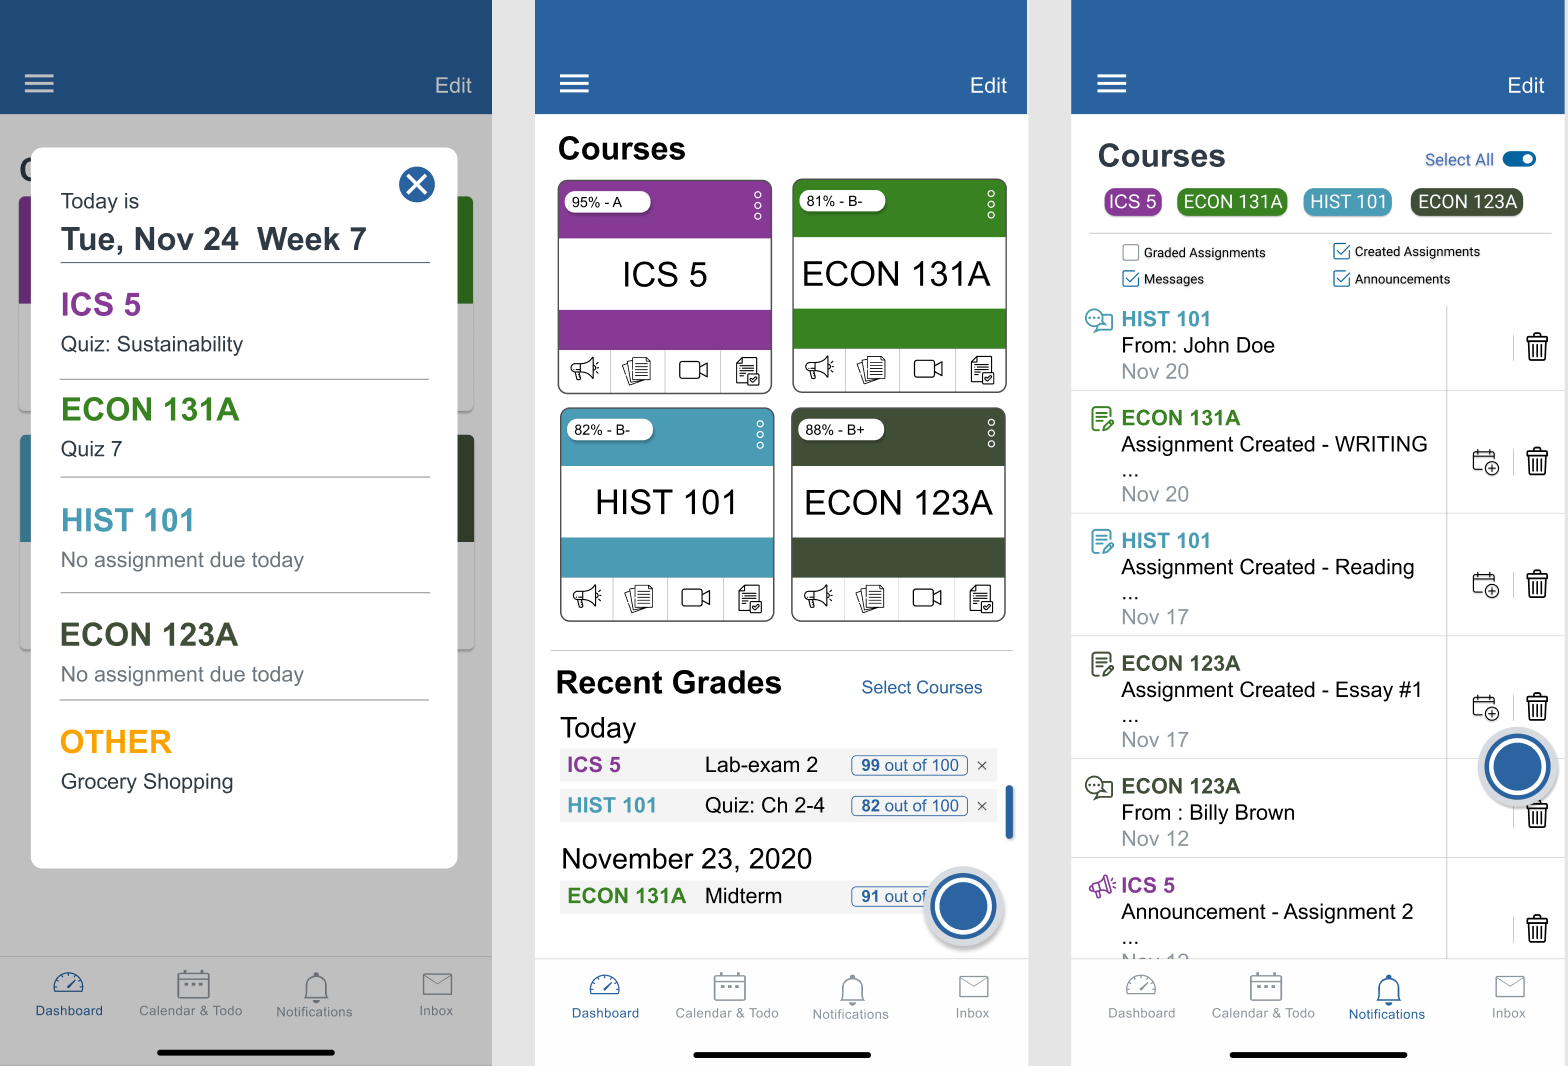 Edit
C
Today is
Tue, Nov 24  Week 7
ICS 5
Quiz: Sustainability
ECON 131A
Quiz 7
HIST 101
No assignment due today
ECON 123A
No assignment due today
OTHER
Grocery Shopping
Dashboard
Calendar & Todo
Notifications
Inbox
Edit
Courses
95% - A
ICS 5
81% - B-
ECON 131A
82% - B-
HIST 101
88% - B+
ECON 123A
Recent Grades
Select Courses
Today
ICS 5 Lab-exam 2 99 out of 100 ×
HIST 101 Quiz: Ch 2-4 82 out of 100 ×
November 23, 2020
ECON 131A Midterm 91 out of
Dashboard
Calendar & Todo
Notifications
Inbox
Edit
Courses
Select All
ICS 5
ECON 131A
HIST 101
ECON 123A
Graded Assignments
Created Assignments
Messages
Announcements
HIST 101
From: John Doe
Nov 20
ECON 131A
Assignment Created - WRITING
...
Nov 20
HIST 101
Assignment Created - Reading
...
Nov 17
ECON 123A
Assignment Created - Essay #1
...
Nov 17
ECON 123A
From : Billy Brown
Nov 12
ICS 5
Announcement - Assignment 2
...
Nov 12
Dashboard
Calendar & Todo
Notifications
Inbox